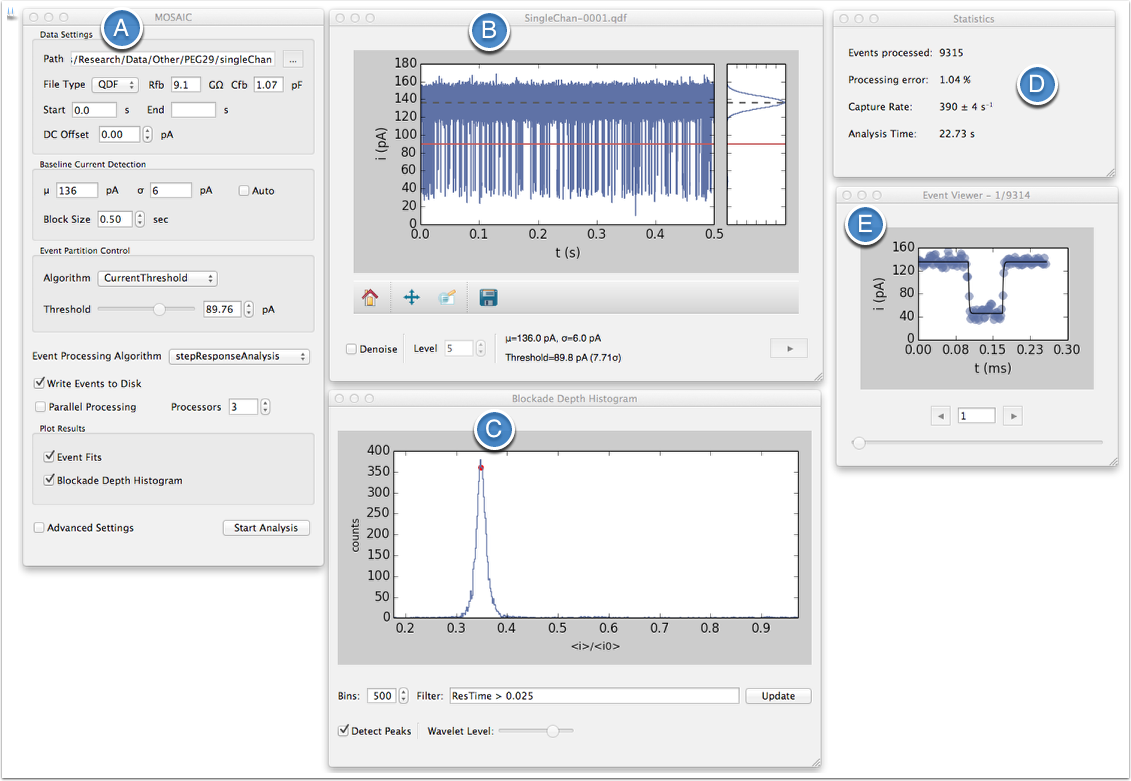 MOSAIC
A
Data Settings
Path :/Research/Data/Other/PEG29/singleChan ...
File Type QDF Rfb 9.1 GΩ Cfb 1.07 pF
Start 0.0 s End s
DC Offset 0.00 pA
Baseline Current Detection
μ 136 pA σ 6 pA Auto
Block Size 0.50 sec
Event Partition Control
Algorithm CurrentThreshold
Threshold 89.76 pA
Event Processing Algorithm stepResponseAnalysis
Write Events to Disk
Parallel Processing Processors 3
Plot Results
Event Fits
Blockade Depth Histogram
Advanced Settings Start Analysis
SingleChan-0001.qdf
B
180
160
140
120
100
80
60
40
20
0
i (pA)
0.0 0.1 0.2 0.3 0.4 0.5
t (s)
Denoise Level 5
μ=136.0 pA, σ=6.0 pA
Threshold=89.8 pA (7.71σ)
Blockade Depth Histogram
C
400
350
300
250
200
150
100
50
0
counts
0.2 0.3 0.4 0.5 0.6 0.7 0.8 0.9
<i>/<i0>
Bins: 500 Filter: ResTime > 0.025 Update
Detect Peaks Wavelet Level:
Statistics
D
Events processed: 9315
Processing error: 1.04 %
Capture Rate: 390 ± 4 s⁻¹
Analysis Time: 22.73 s
Event Viewer - 1/9314
E
160
120
80
40
0
i (pA)
0.00 0.08 0.15 0.23 0.30
t (ms)
1